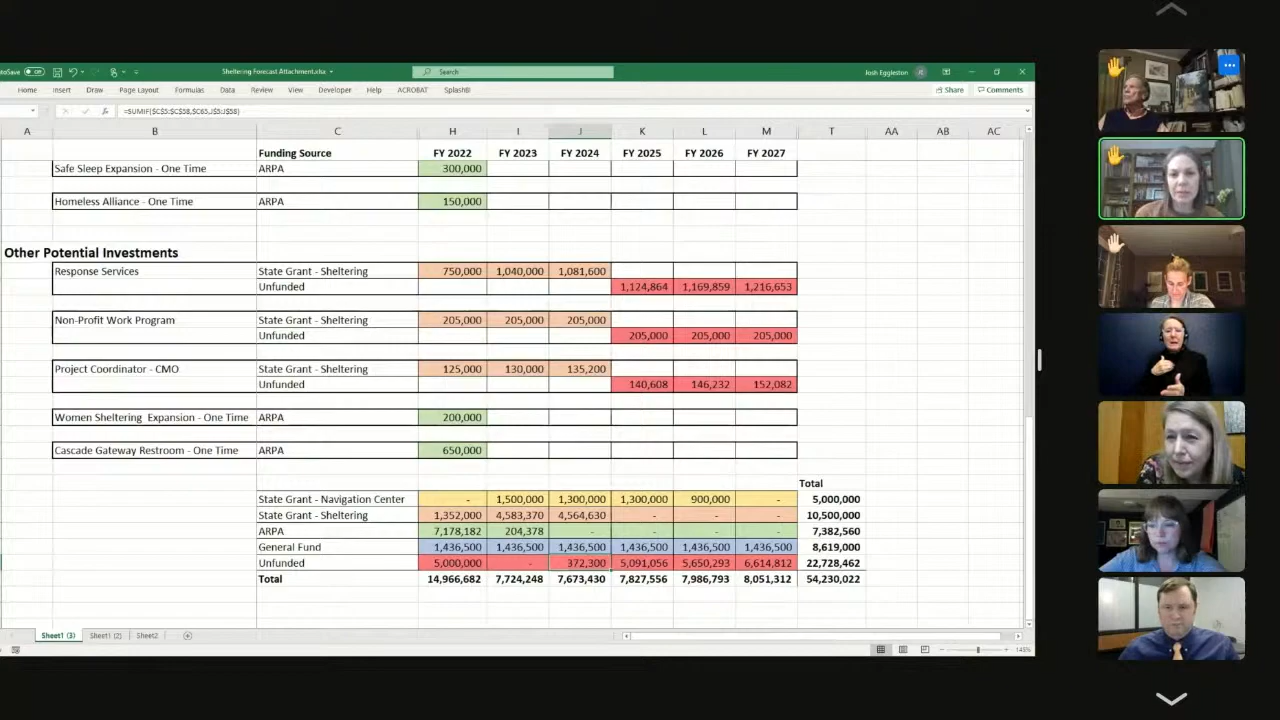 AutoSave Off Sheltering Forecast Attachment.xlsx Search Josh Eggleston JE
Home Insert Draw Page Layout Formulas Data Review View Developer Help ACROBAT Splash® Share Comments
fx =SUMIF($C$5:$C$58,$C65,J$5:J$58)
A B C H I J K L M T AA AB AC
Funding Source FY 2022 FY 2023 FY 2024 FY 2025 FY 2026 FY 2027
Safe Sleep Expansion - One Time ARPA 300,000
Homeless Alliance - One Time ARPA 150,000
Other Potential Investments
Response Services State Grant - Sheltering 750,000 1,040,000 1,081,600
Unfunded 1,124,864 1,169,859 1,216,653
Non-Profit Work Program State Grant - Sheltering 205,000 205,000 205,000
Unfunded 205,000 205,000 205,000
Project Coordinator - CMO State Grant - Sheltering 125,000 130,000 135,200
Unfunded 140,608 146,232 152,082
Women Sheltering Expansion - One Time ARPA 200,000
Cascade Gateway Restroom - One Time ARPA 650,000
Total
State Grant - Navigation Center - 1,500,000 1,300,000 1,300,000 900,000 - 5,000,000
State Grant - Sheltering 1,352,000 4,583,370 4,564,630 - - - 10,500,000
ARPA 7,178,182 204,378 - - - - 7,382,560
General Fund 1,436,500 1,436,500 1,436,500 1,436,500 1,436,500 1,436,500 8,619,000
Unfunded 5,000,000 - 372,300 5,091,056 5,650,293 6,614,812 22,728,462
Total 14,966,682 7,724,248 7,673,430 7,827,556 7,986,793 8,051,312 54,230,022
Sheet1 (3) Sheet1 (2) Sheet2
145%